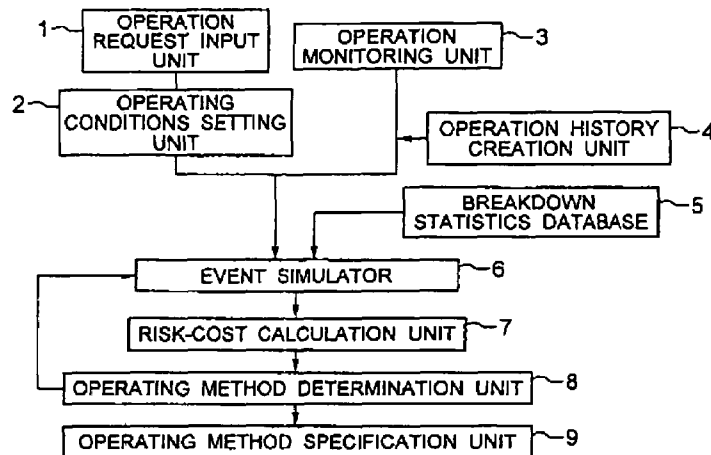 1
OPERATION
REQUEST INPUT
UNIT
OPERATION
MONITORING UNIT
3
2
OPERATING
CONDITIONS SETTING
UNIT
OPERATION HISTORY
CREATION UNIT
4
BREAKDOWN
STATISTICS DATABASE
5
EVENT SIMULATOR
6
RISK-COST CALCULATION UNIT
7
OPERATING METHOD DETERMINATION UNIT
8
OPERATING METHOD SPECIFICATION UNIT
9